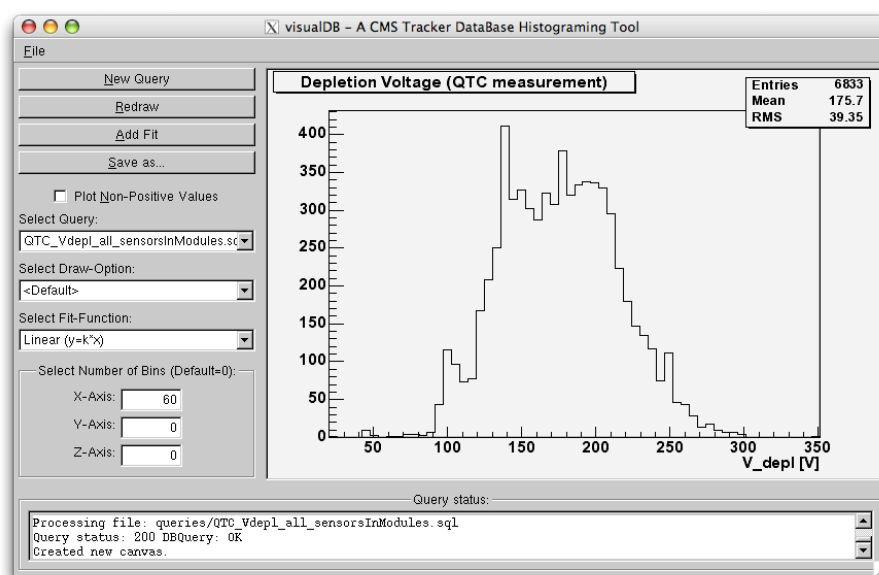 X visualDB - A CMS Tracker DataBase Histograming Tool
File
New Query
Redraw
Add Fit
Save as...
Plot Non-Positive Values
Select Query:
QTC_Vdepl_all_sensorsInModules.sq
Select Draw-Option:
<Default>
Select Fit-Function:
Linear (y=k*x)
Select Number of Bins (Default=0):
X-Axis: 60
Y-Axis: 0
Z-Axis: 0
Depletion Voltage (QTC measurement)
Entries 6833
Mean 175.7
RMS 39.35
400
350
300
250
200
150
100
50
0
50 100 150 200 250 300 350
V_depl [V]
Query status:
Processing file: queries/QTC_Vdepl_all_sensorsInModules.sql
Query status: 200 DBQuery: OK
Created new canvas.